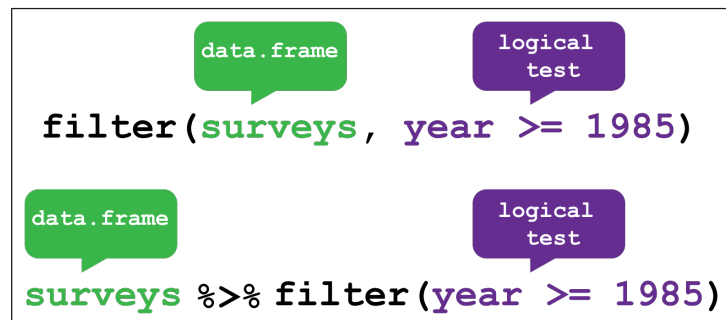 data.frame
logical
test
filter(surveys, year >= 1985)
data.frame
logical
test
surveys %>% filter(year >= 1985)